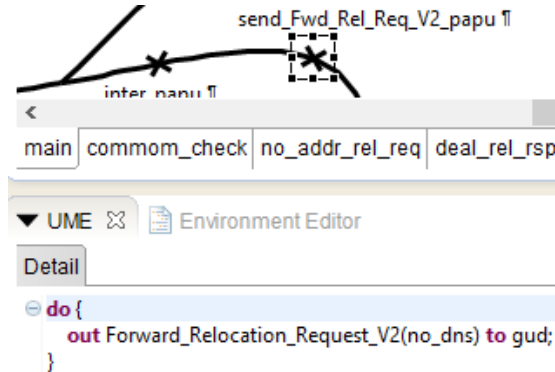 send_Fwd_Rel_Req_V2_papu ¶
inter_papu ¶
main commom_check no_addr_rel_req deal_rel_rsp
UME Environment Editor
Detail
do {
out Forward_Relocation_Request_V2(no_dns) to gud;
}